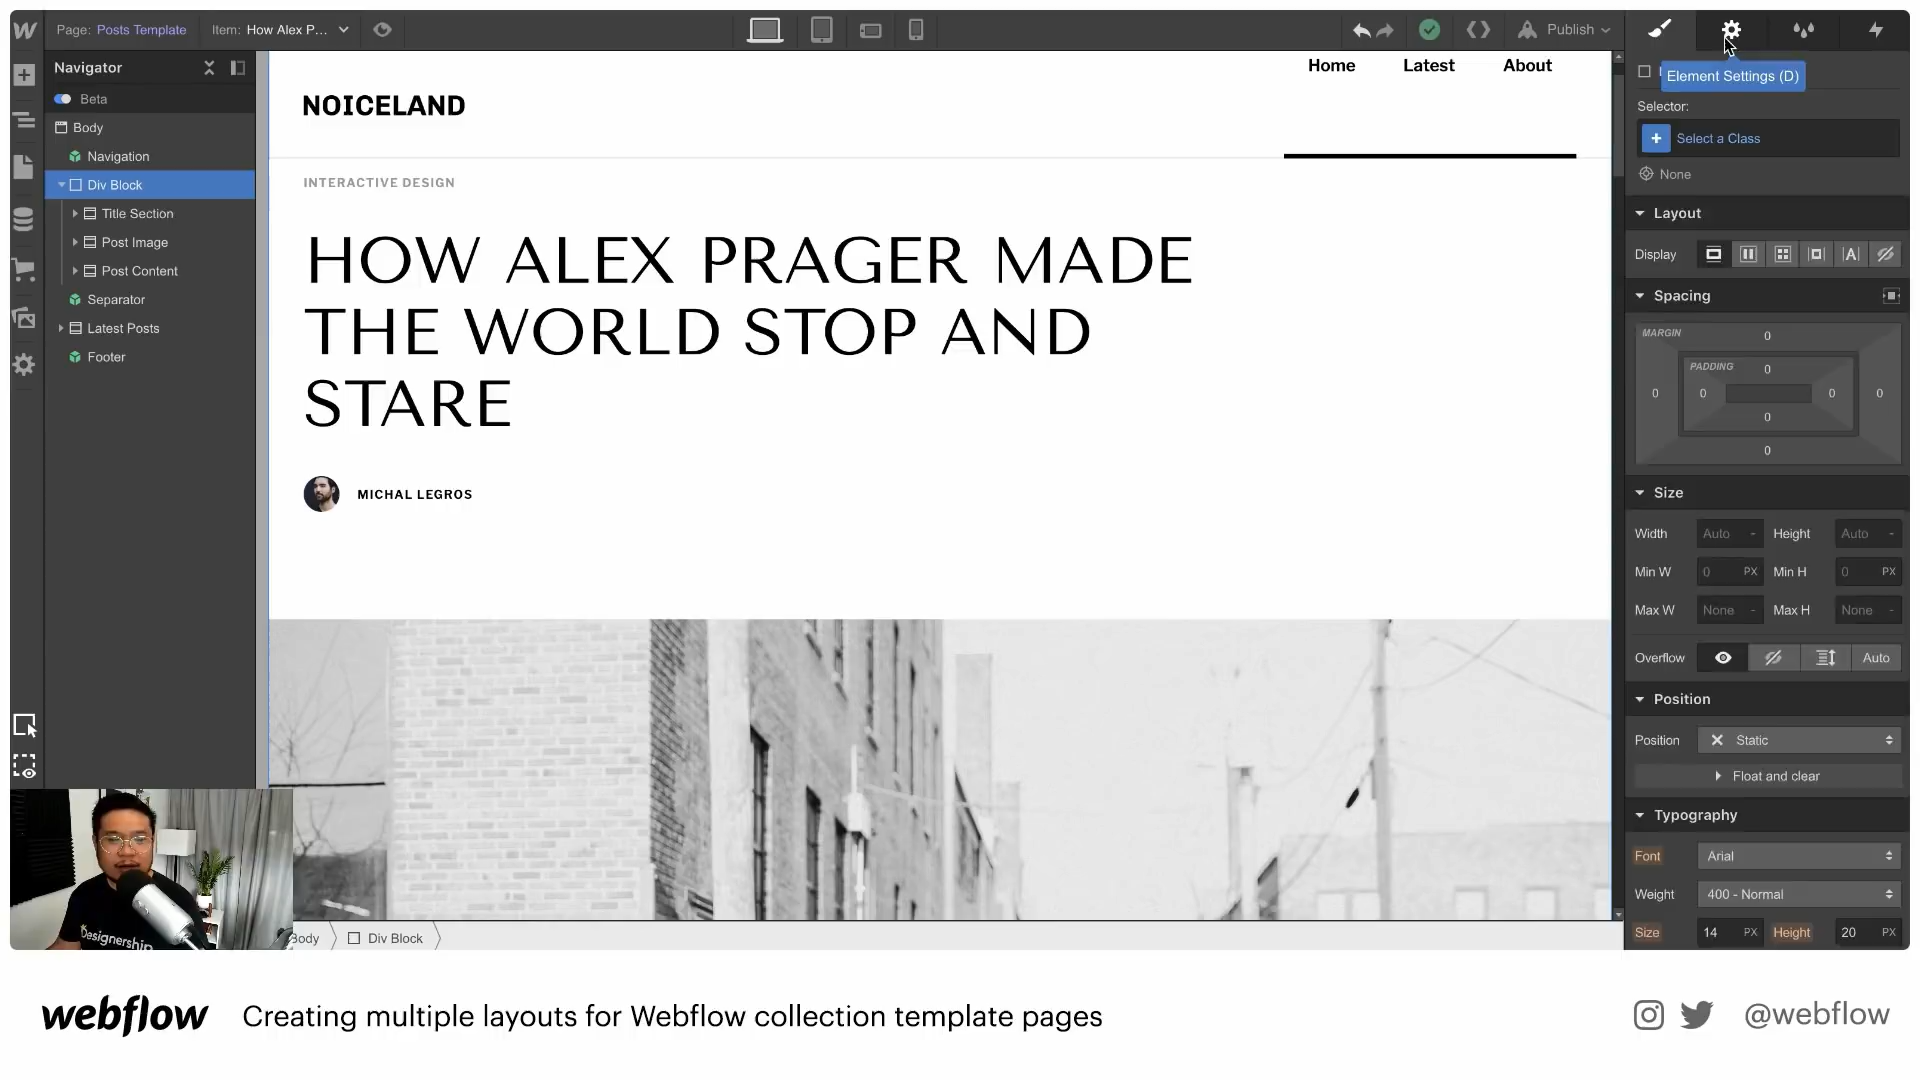 Page: Posts Template
Item: How Alex P...
Publish
Element Settings (D)
Navigator
Beta
Body
Navigation
Div Block
Title Section
Post Image
Post Content
Separator
Latest Posts
Footer
Home Latest About
NOICELAND
INTERACTIVE DESIGN
HOW ALEX PRAGER MADE
THE WORLD STOP AND
STARE
MICHAL LEGROS
Body
Div Block
Selector:
Select a Class
None
Layout
Display
Spacing
MARGIN
0
PADDING
0
0 0 0 0
0
0
Size
Width Auto - Height Auto -
Min W 0 PX Min H 0 PX
Max W None - Max H None -
Overflow Auto
Position
Position Static
Float and clear
Typography
Font Arial
Weight 400 - Normal
Size 14 PX Height 20 PX
Designership
webflow
Creating multiple layouts for Webflow collection template pages
@webflow